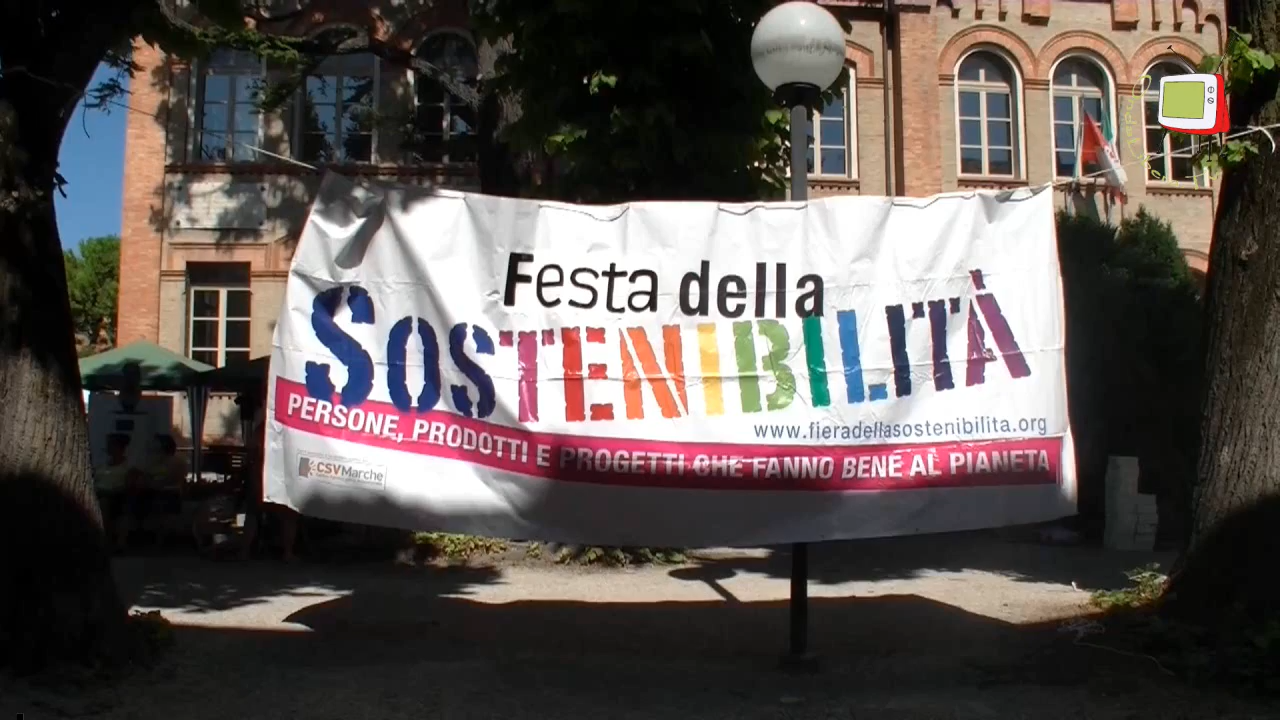 Festa della
SOSTENIBILITÀ
www.fieradellasostenibilita.org
PERSONE, PRODOTTI E PROGETTI CHE FANNO BENE AL PIANETA
CSVMarche